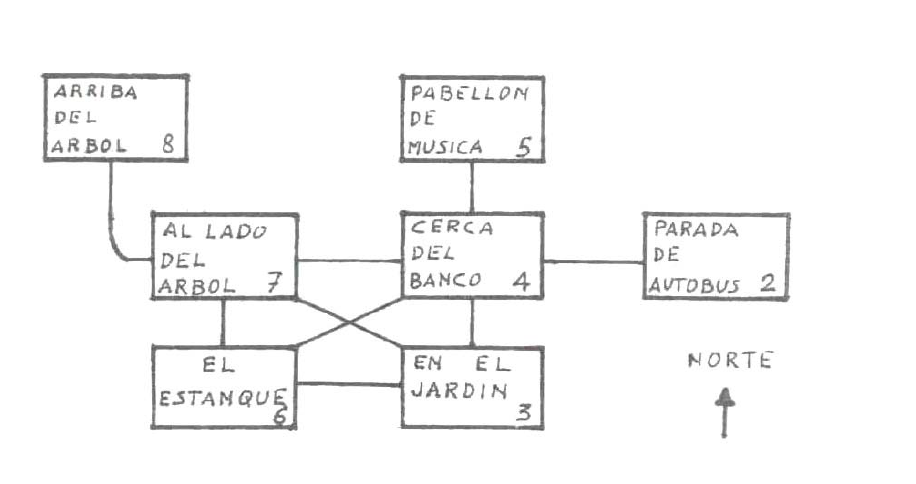 ARRIBA
DEL
ARBOL 8
PABELLON
DE
MUSICA 5
AL LADO
DEL
ARBOL 7
CERCA
DEL
BANCO 4
PARADA
DE
AUTOBUS 2
EL
ESTANQUE
6
EN EL
JARDIN
3
NORTE